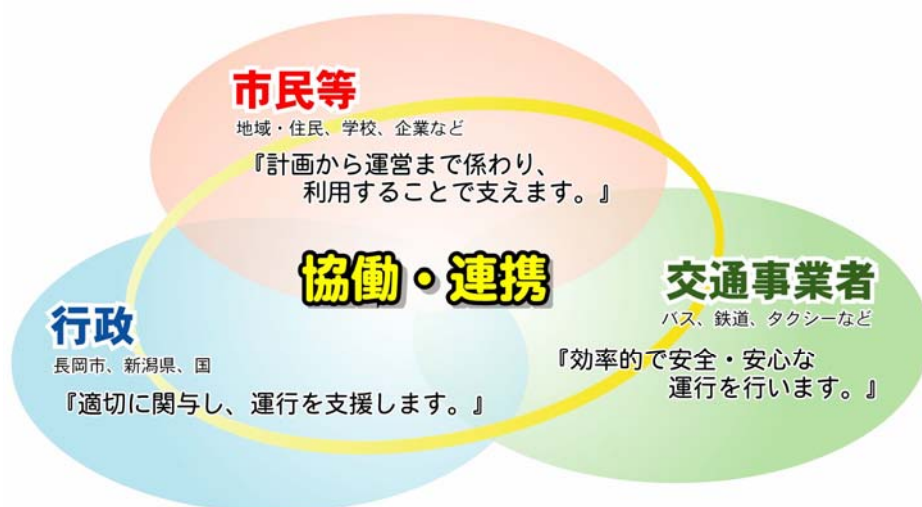 市民等
地域・住民、学校、企業など
『計画から運営まで係わり、
利用することで支えます。』
協働・連携
行政
長岡市、新潟県、国
『適切に関与し、運行を支援します。』
交通事業者
バス、鉄道、タクシーなど
『効率的で安全・安心な
運行を行います。』